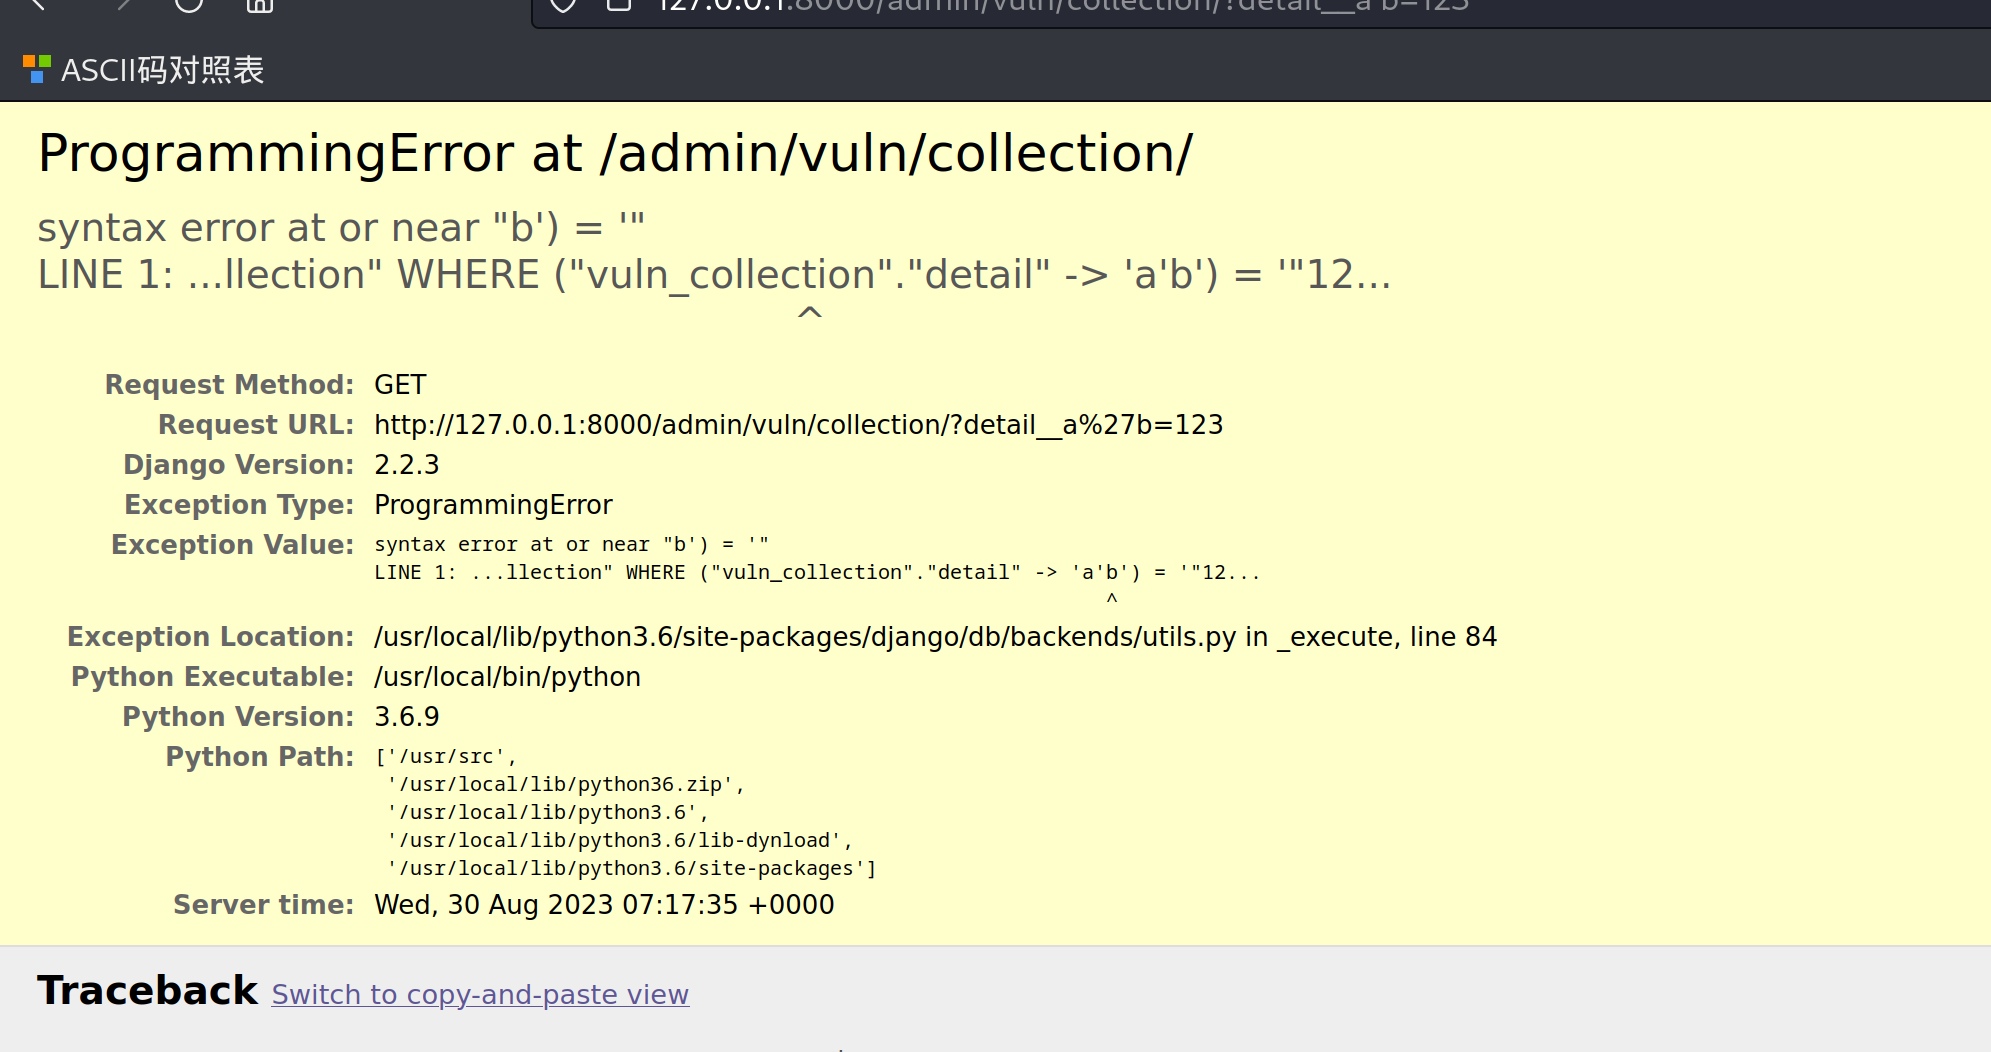 127.0.0.1:8000/admin/vuln/collection/?detail__a'b=123
ASCII码对照表
ProgrammingError at /admin/vuln/collection/
syntax error at or near "b') = '"
LINE 1: ...llection" WHERE ("vuln_collection"."detail" -> 'a'b') = '"12...
^
Request Method: GET
Request URL: http://127.0.0.1:8000/admin/vuln/collection/?detail__a%27b=123
Django Version: 2.2.3
Exception Type: ProgrammingError
Exception Value: syntax error at or near "b') = '"
LINE 1: ...llection" WHERE ("vuln_collection"."detail" -> 'a'b') = '"12...
^
Exception Location: /usr/local/lib/python3.6/site-packages/django/db/backends/utils.py in _execute, line 84
Python Executable: /usr/local/bin/python
Python Version: 3.6.9
Python Path: ['/usr/src',
'/usr/local/lib/python36.zip',
'/usr/local/lib/python3.6',
'/usr/local/lib/python3.6/lib-dynload',
'/usr/local/lib/python3.6/site-packages']
Server time: Wed, 30 Aug 2023 07:17:35 +0000
Traceback Switch to copy-and-paste view